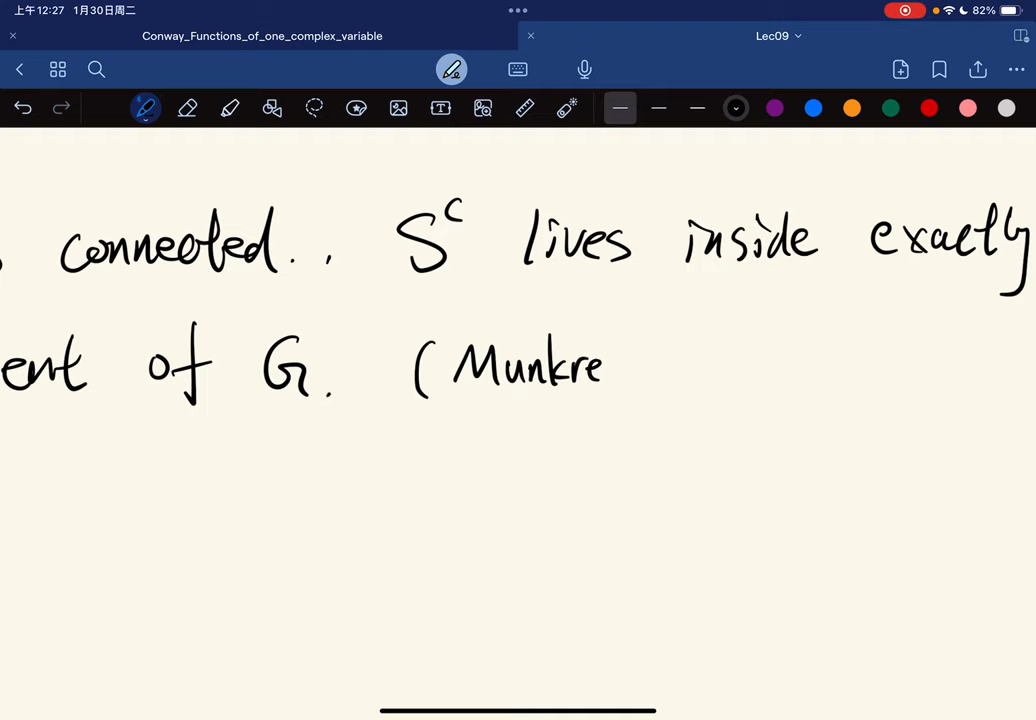 上午12:27 1月30日周二
82%
Conway_Functions_of_one_complex_variable
Lec09
connected.. S^c lives inside exactly
ent of G. (Munkre